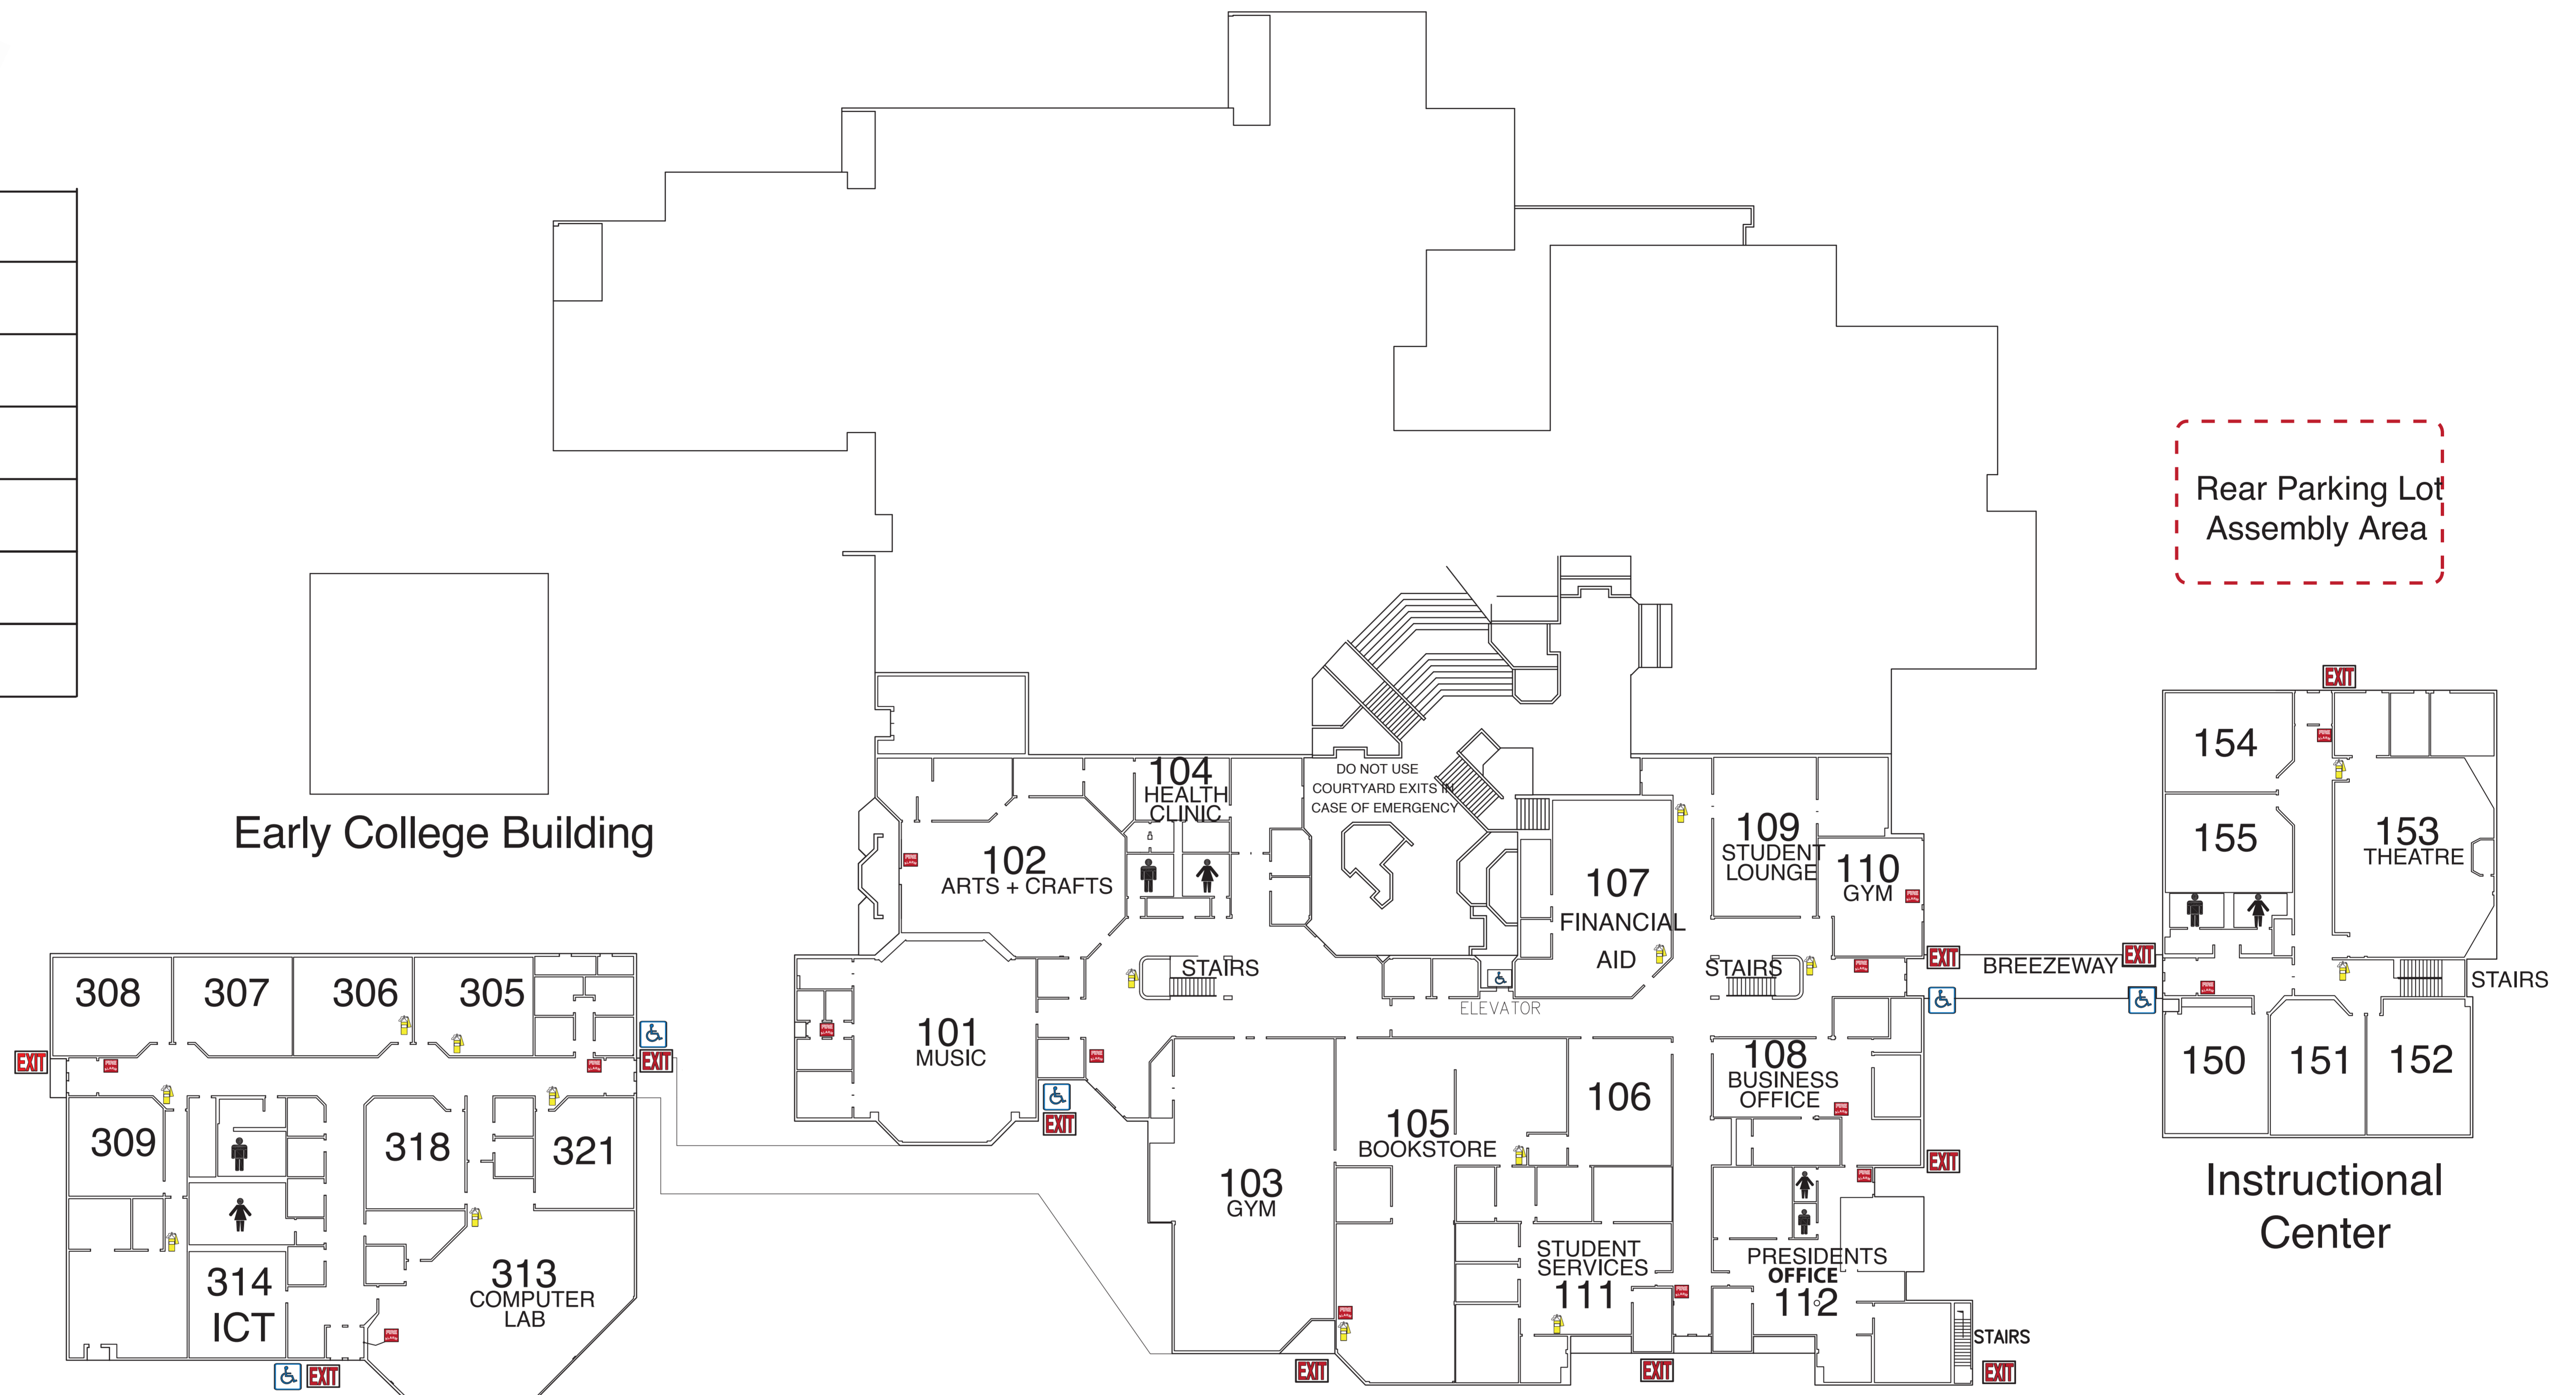 Rear Parking Lot
Assembly Area
Early College Building
EXIT
154
155
153
THEATRE
104
HEALTH
CLINIC
DO NOT USE
COURTYARD EXITS IN
CASE OF EMERGENCY
102
ARTS + CRAFTS
107
FINANCIAL
AID
109
STUDENT
LOUNGE
110
GYM
STAIRS
ELEVATOR
STAIRS
EXIT
BREEZEWAY
EXIT
STAIRS
308
307
306
305
EXIT
EXIT
101
MUSIC
EXIT
309
318
321
314
ICT
313
COMPUTER
LAB
EXIT
103
GYM
105
BOOKSTORE
106
108
BUSINESS
OFFICE
EXIT
STUDENT
SERVICES
111
PRESIDENTS
OFFICE
112
STAIRS
EXIT
EXIT
EXIT
150
151
152
Instructional
Center